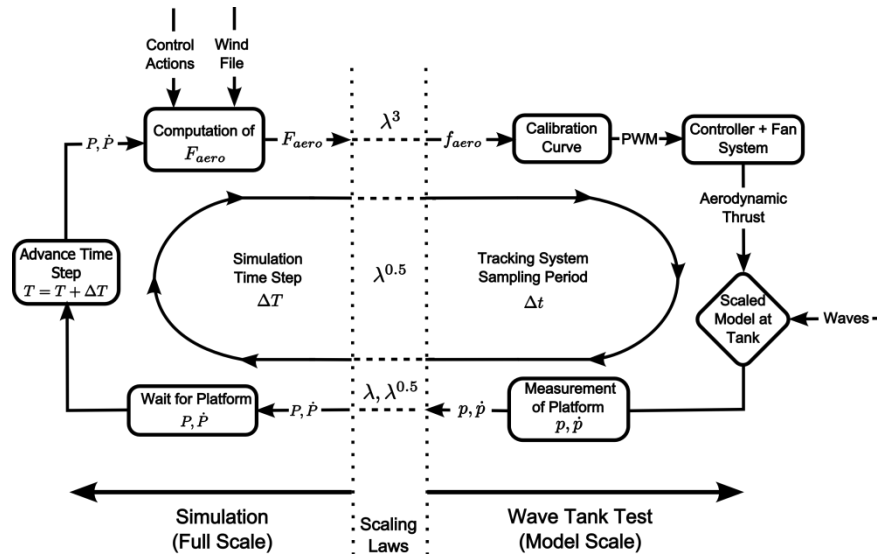 Control
Actions
Wind
File
P, Ṗ
Computation of
F_aero
F_aero
λ³
f_aero
Calibration
Curve
PWM
Controller + Fan
System
Aerodynamic
Thrust
Advance Time
Step
T = T + ΔT
Simulation
Time Step
ΔT
λ^0.5
Tracking System
Sampling Period
Δt
Scaled
Model at
Tank
Waves
Wait for Platform
P, Ṗ
P, Ṗ
λ, λ^0.5
p, ṗ
Measurement
of Platform
p, ṗ
Simulation
(Full Scale)
Scaling
Laws
Wave Tank Test
(Model Scale)